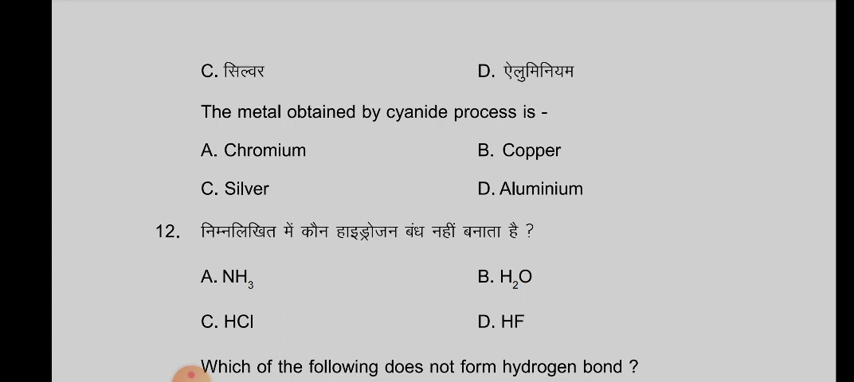 C. सिल्वर D. ऐलुमिनियम
The metal obtained by cyanide process is -
A. Chromium B. Copper
C. Silver D. Aluminium
12. निम्नलिखित में कौन हाइड्रोजन बंध नहीं बनाता है ?
A. NH₃ B. H₂O
C. HCl D. HF
Which of the following does not form hydrogen bond ?